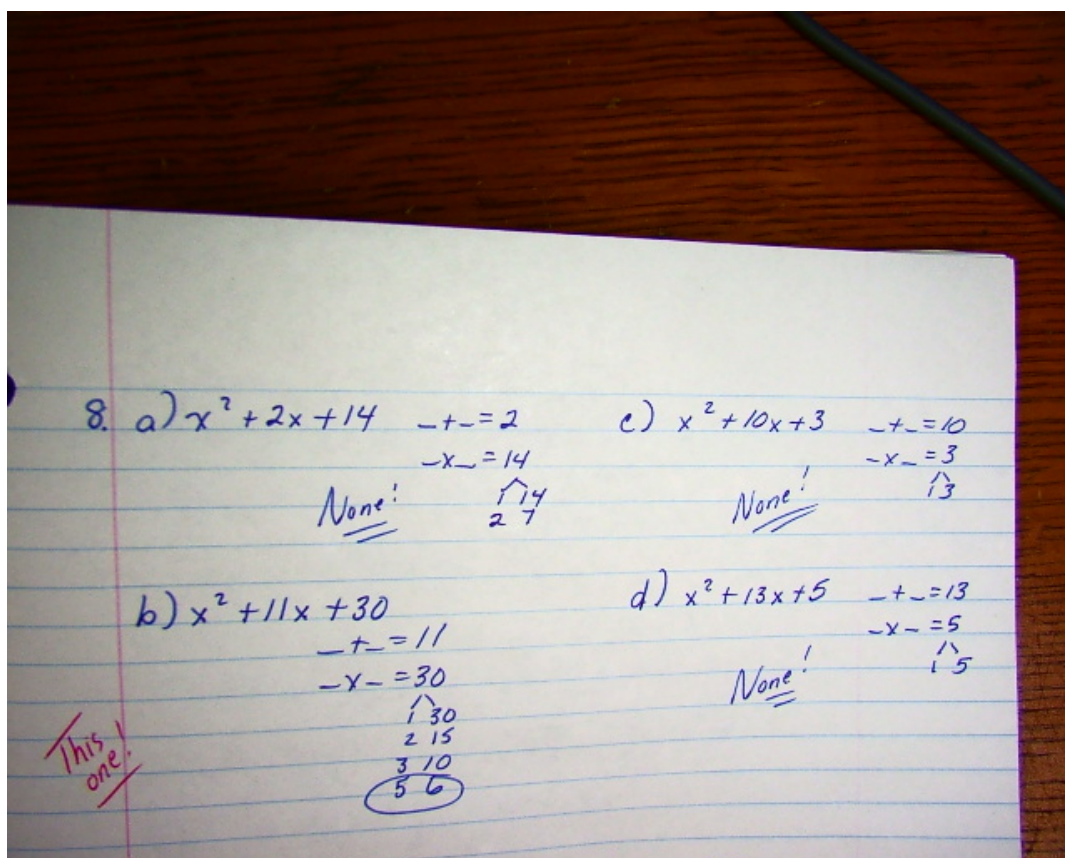 8. a) x² + 2x + 14 _+_ = 2
_x_ = 14
1 14
2 7
None!
b) x² + 11x + 30
_+_ = 11
_x_ = 30
1 30
2 15
3 10
5 6
This
one!
c) x² + 10x + 3 _+_ = 10
_x_ = 3
1 3
None!
d) x² + 13x + 5 _+_ = 13
_x_ = 5
1 5
None!